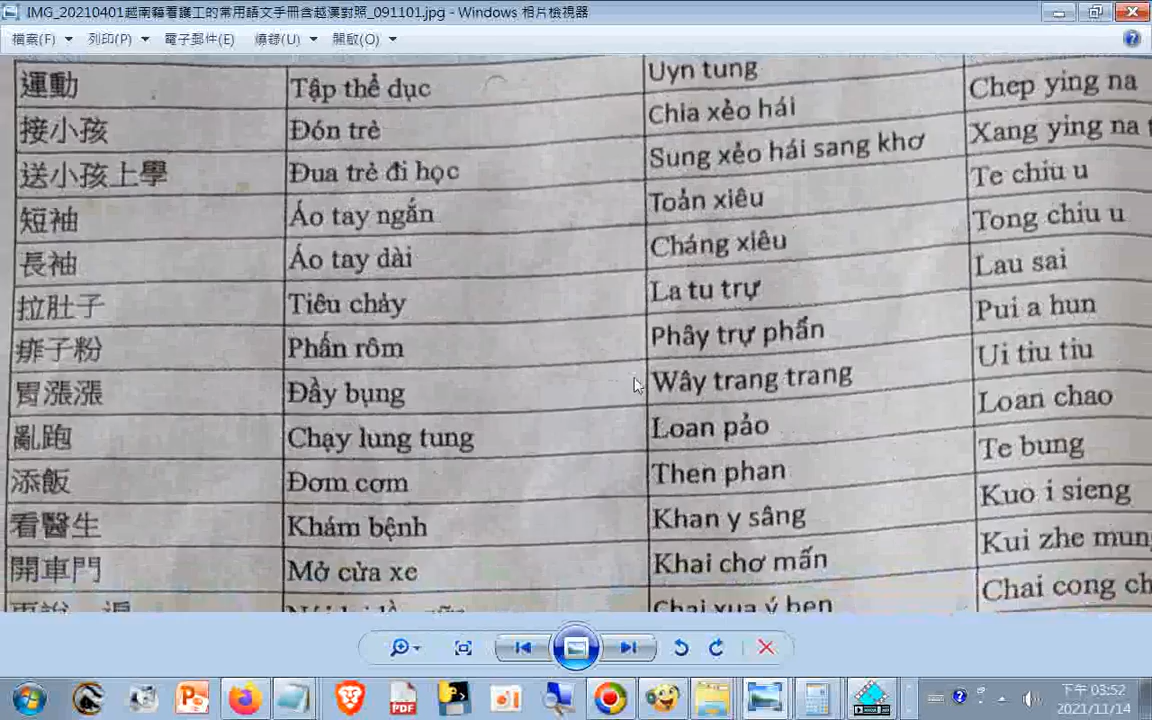 IMG_20210401越南籍看護工的常用語文手冊含越漢對照_091101.jpg - Windows 相片檢視器
檔案(F) 列印(P) 電子郵件(E) 燒錄(U) 開啟(O)
運動 Tập thể dục Uyn tung Chep ying na
接小孩 Đón trẻ Chia xẻo hái Xang ying na
送小孩上學 Đua trẻ đi học Sung xẻo hái sang khơ Te chiu u
短袖 Áo tay ngắn Toản xiêu Tong chiu u
長袖 Áo tay dài Cháng xiêu Lau sai
拉肚子 Tiêu chảy La tu trự Pui a hun
痱子粉 Phấn rôm Phây trự phẩn Ui tiu tiu
胃漲漲 Đầy bụng Wây trang trang Loan chao
亂跑 Chạy lung tung Loan pảo Te bung
添飯 Đơm cơm Then phan Kuo i sieng
看醫生 Khám bệnh Khan y sâng Kui zhe mun
開車門 Mở cửa xe Khai chơ mấn Chai cong ch
Chai xua ý ben
PDF
下午 03:52
2021/11/14